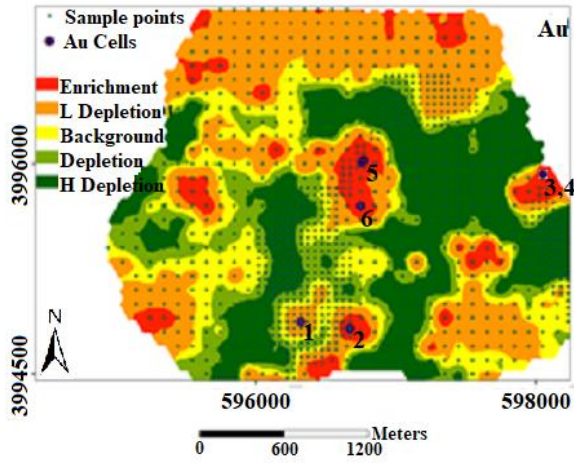 Sample points
Au
Au Cells
Enrichment
L Depletion
Background
Depletion
H Depletion
3996000
5
3,4
6
1
2
N
3994500
596000
598000
Meters
0
600
1200